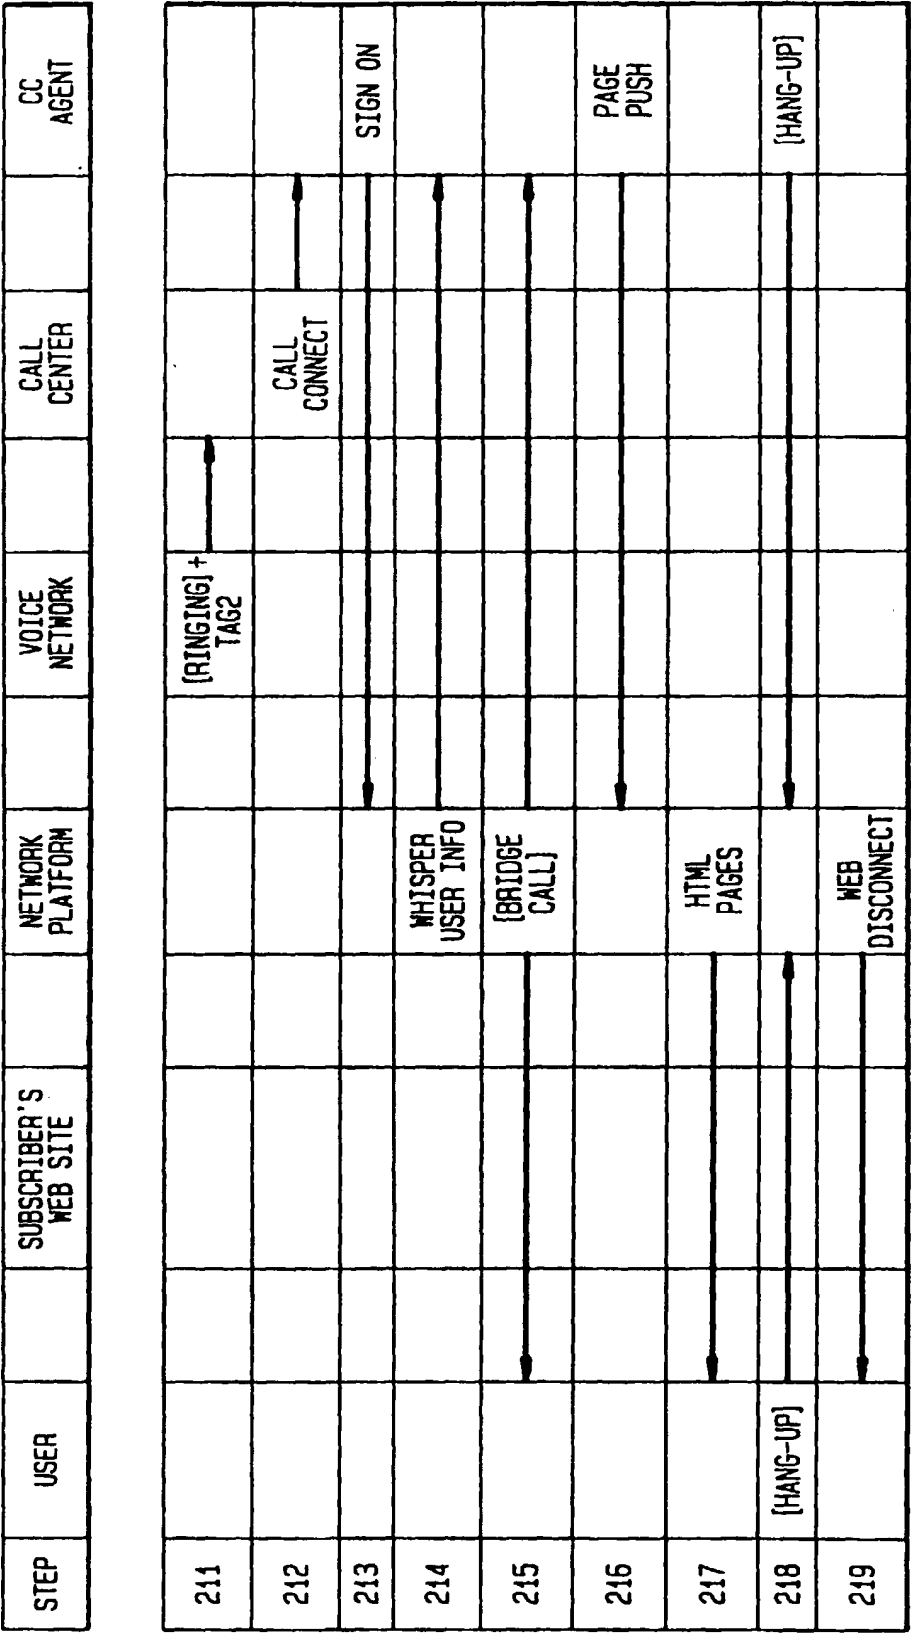 STEP
USER
SUBSCRIBER'S
WEB SITE
NETWORK
PLATFORM
VOICE
NETWORK
CALL
CENTER
CC
AGENT
211
[RINGING]+
TAG2
212
CALL
CONNECT
213
SIGN ON
214
WHISPER
USER INFO
215
[BRIDGE
CALL]
216
PAGE
PUSH
217
HTML
PAGES
218
[HANG-UP]
[HANG-UP]
219
WEB
DISCONNECT